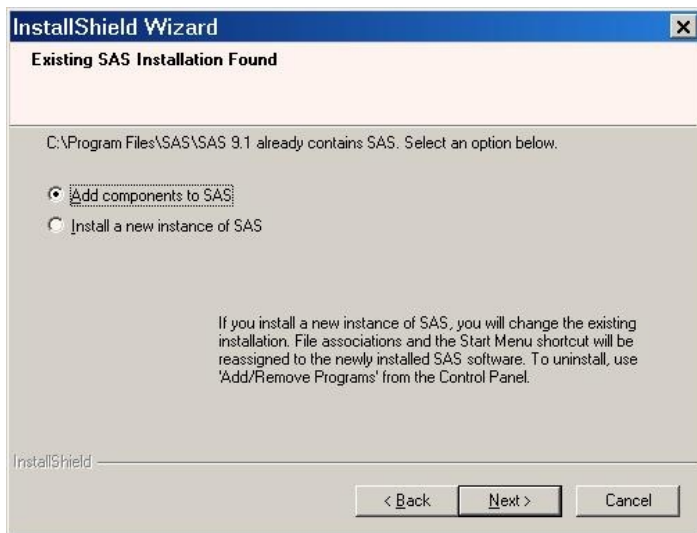 InstallShield Wizard
Existing SAS Installation Found
C:\Program Files\SAS\SAS 9.1 already contains SAS. Select an option below.
Add components to SAS
Install a new instance of SAS
If you install a new instance of SAS, you will change the existing
installation. File associations and the Start Menu shortcut will be
reassigned to the newly installed SAS software. To uninstall, use
'Add/Remove Programs' from the Control Panel.
InstallShield
< Back
Next >
Cancel